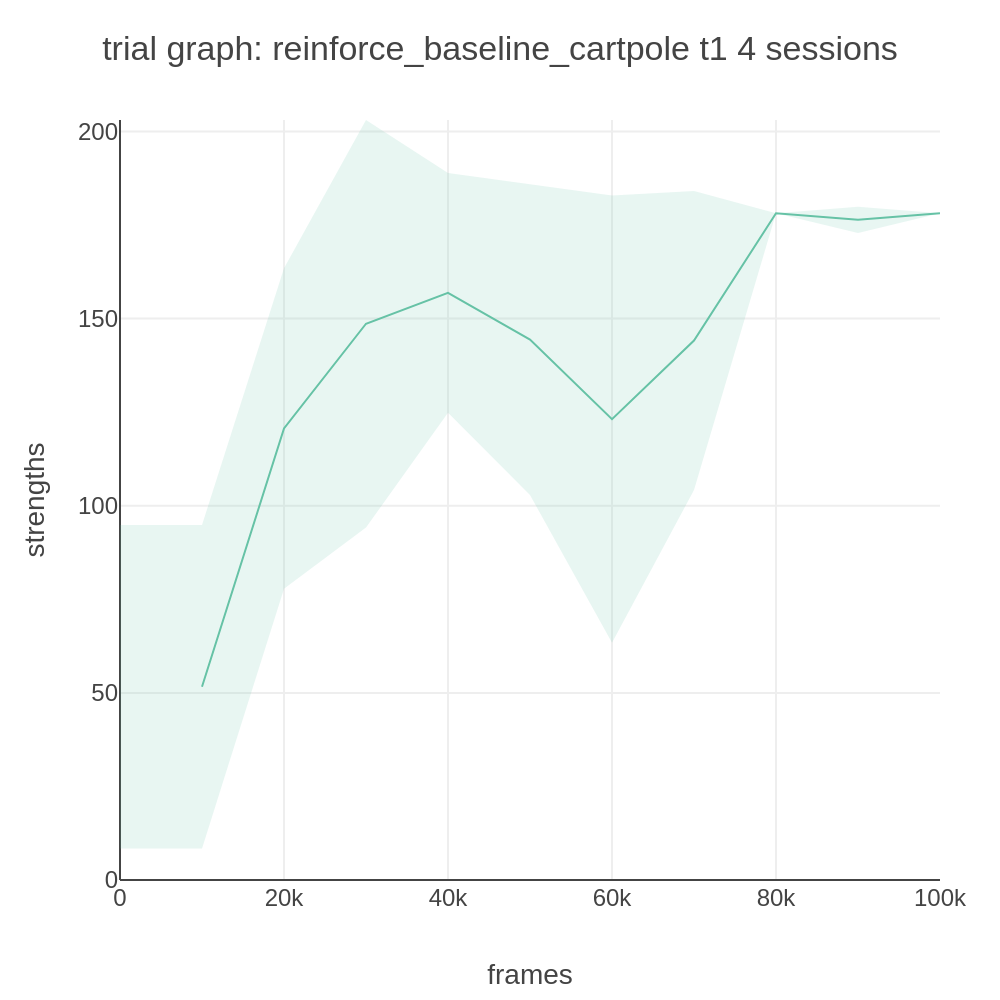 trial graph: reinforce_baseline_cartpole t1 4 sessions
200
150
100
50
0
strengths
0
20k
40k
60k
80k
100k
frames